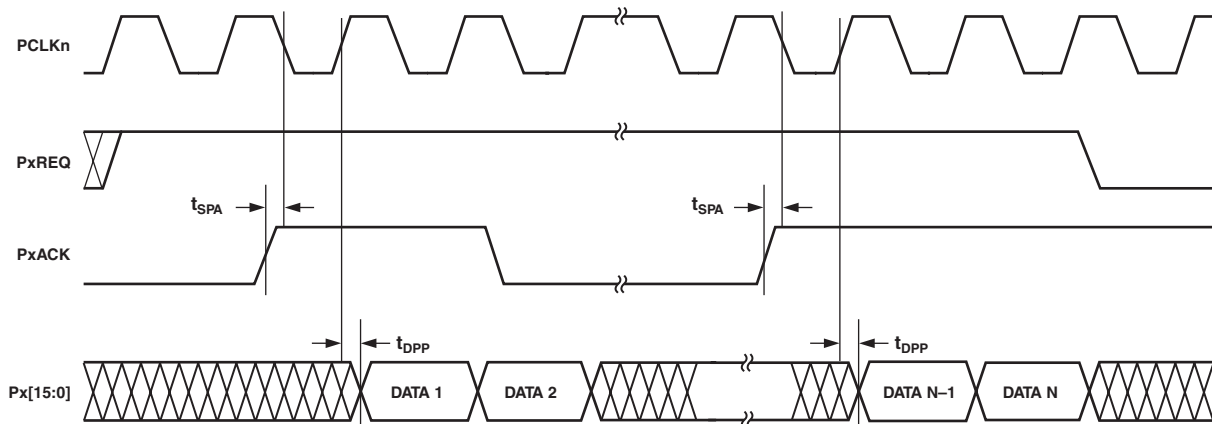 PCLKn
PxREQ
tSPA
tSPA
PxACK
tDPP
tDPP
Px[15:0]
DATA 1
DATA 2
DATA N–1
DATA N